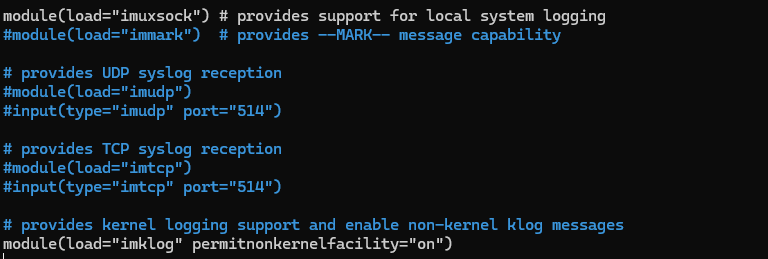 module(load="imuxsock") # provides support for local system logging
#module(load="immark")  # provides --MARK-- message capability
# provides UDP syslog reception
#module(load="imudp")
#input(type="imudp" port="514")
# provides TCP syslog reception
#module(load="imtcp")
#input(type="imtcp" port="514")
# provides kernel logging support and enable non-kernel klog messages
module(load="imklog" permitnonkernelfacility="on")